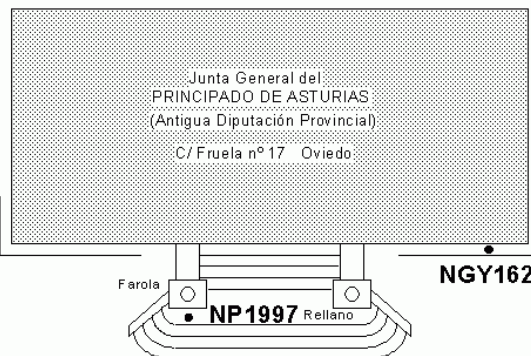 Junta General del
PRINCIPADO DE ASTURIAS
(Antigua Diputación Provincial)
C/ Fruela nº 17 Oviedo
NGY162
Farola
NP1997 Rellano